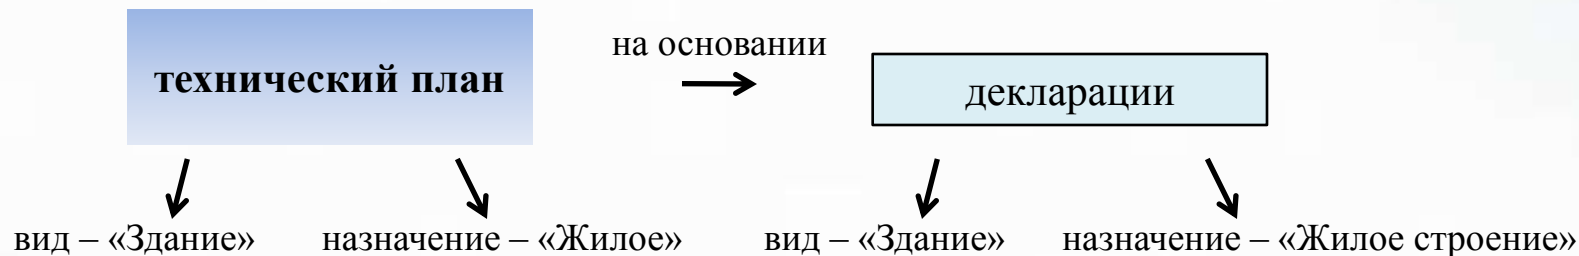 на основании
технический план
декларации
вид – «Здание»
назначение – «Жилое»
вид – «Здание»
назначение – «Жилое строение»